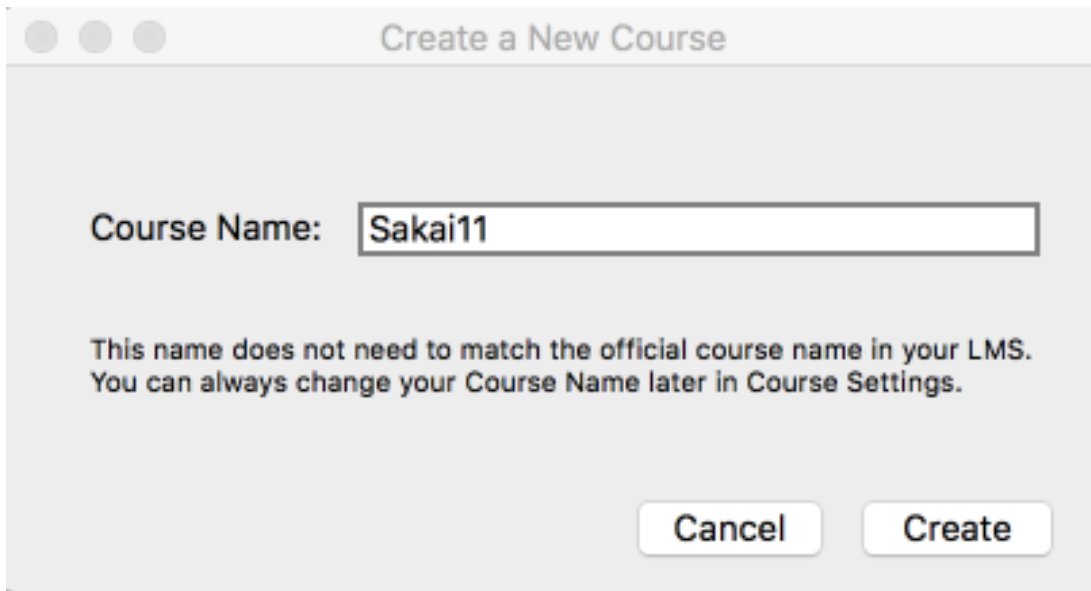 Create a New Course
Course Name: Sakai11
This name does not need to match the official course name in your LMS.
You can always change your Course Name later in Course Settings.
Cancel Create